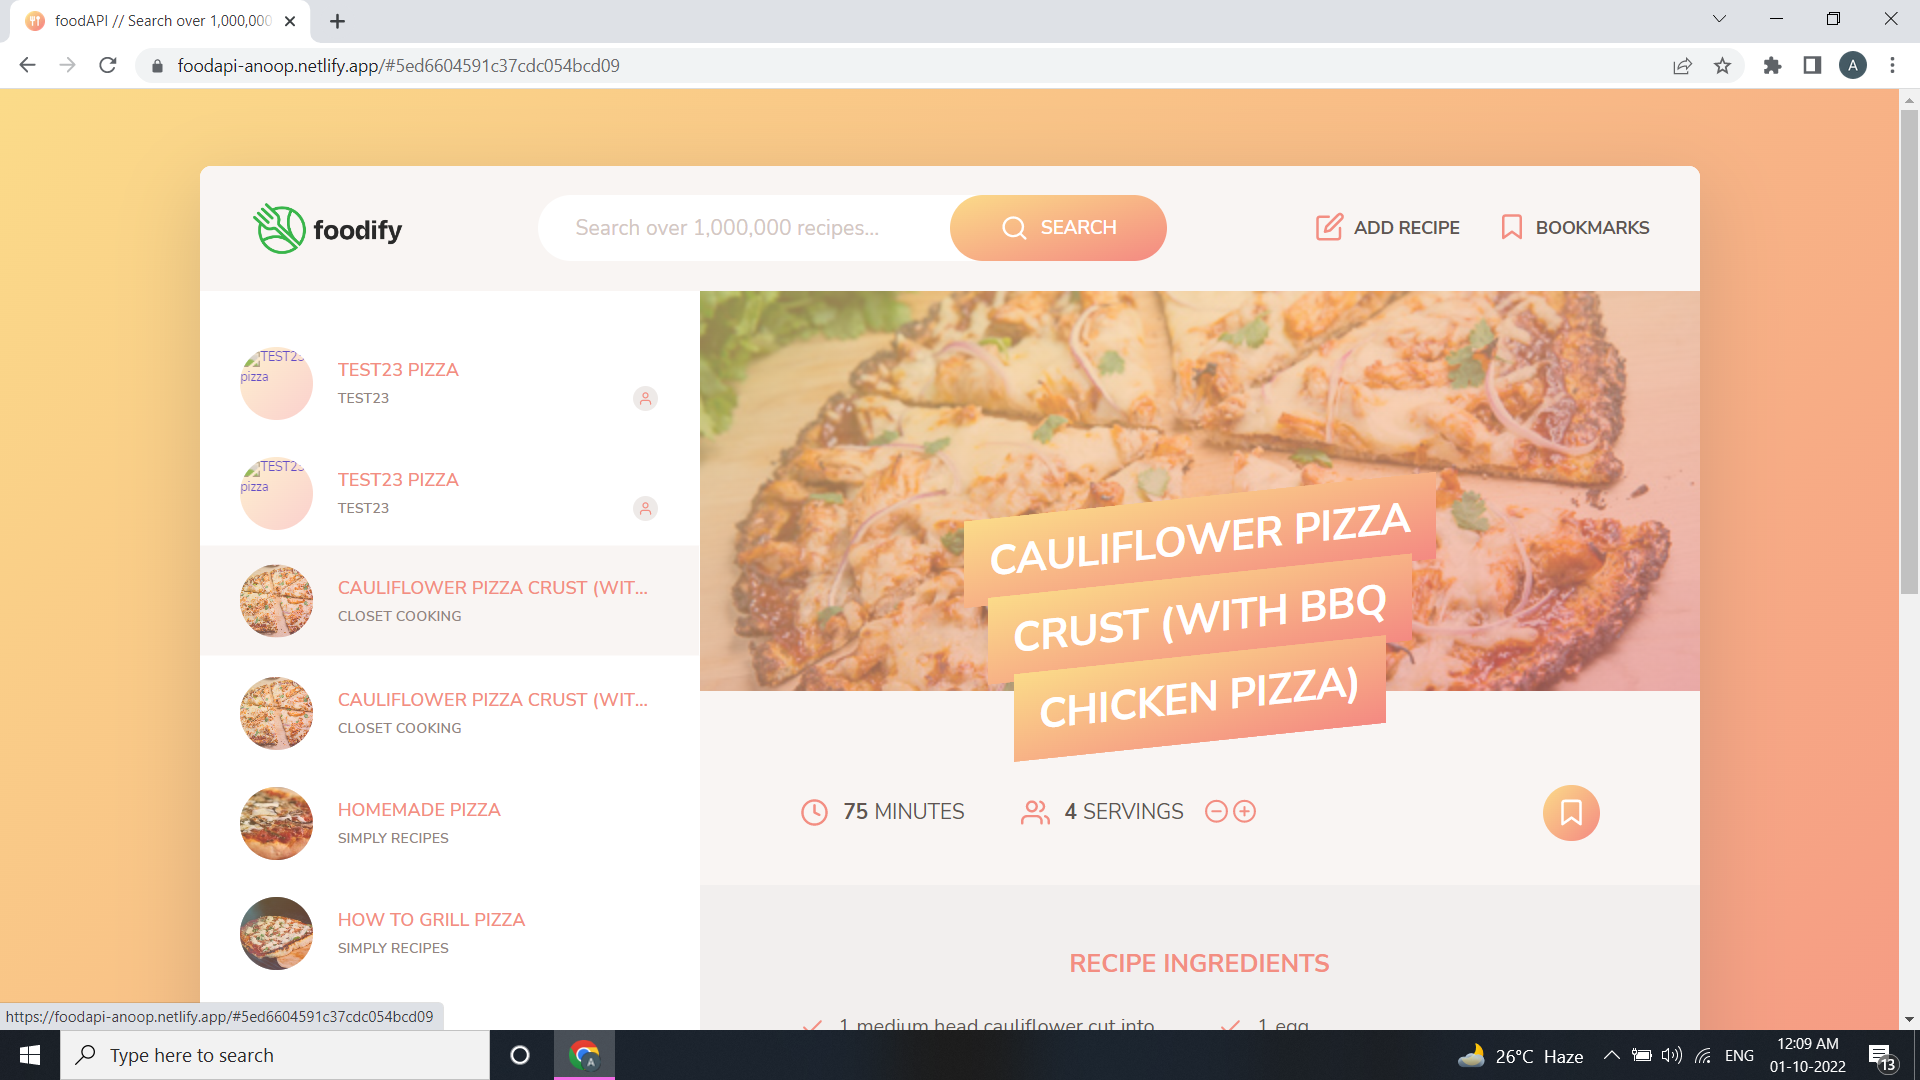 foodAPI // Search over 1,000,000
foodapi-anoop.netlify.app/#5ed6604591c37cdc054bcd09
A
foodify
Search over 1,000,000 recipes...
SEARCH
ADD RECIPE
BOOKMARKS
TEST23
pizza
TEST23 PIZZA
TEST23
TEST23
pizza
TEST23 PIZZA
TEST23
CAULIFLOWER PIZZA CRUST (WIT...
CLOSET COOKING
CAULIFLOWER PIZZA CRUST (WIT...
CLOSET COOKING
HOMEMADE PIZZA
SIMPLY RECIPES
HOW TO GRILL PIZZA
SIMPLY RECIPES
CAULIFLOWER PIZZA
CRUST (WITH BBQ
CHICKEN PIZZA)
75 MINUTES
4 SERVINGS
RECIPE INGREDIENTS
1 medium head cauliflower cut into
1 egg
https://foodapi-anoop.netlify.app/#5ed6604591c37cdc054bcd09
Type here to search
A
26°C Haze
ENG
12:09 AM
01-10-2022
13